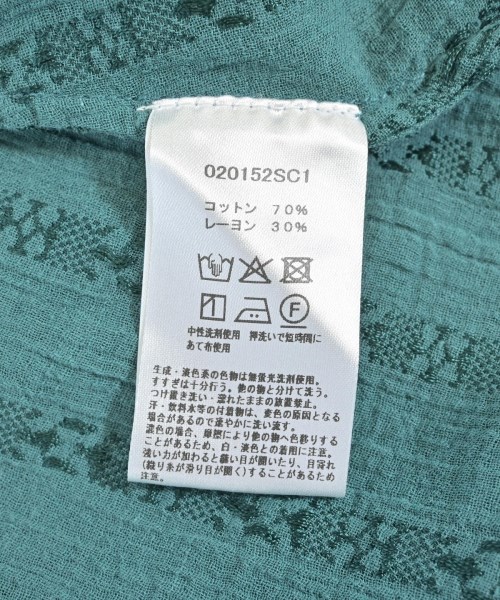 020152SC1
コットン 70%
レーヨン 30%
F
中性洗剤使用 押洗いで短時間に
あて布使用
生成・淡色系の色物は無蛍光洗剤使用。
すすぎは十分行う。他の物と分けて洗う。
つけ置き洗い・濡れたままの放置禁止。
汗・飲料水等の付着物は、変色の原因となる
場合があるので速やかに洗い流す。
濃色の場合、摩擦により他の物へ色移りする
ことがあるため、白・淡色との着用に注意。
強い力が加わると縫い目が開いたり、目寄れ
(織り糸が滑り目が開く)することがあるため
注意。